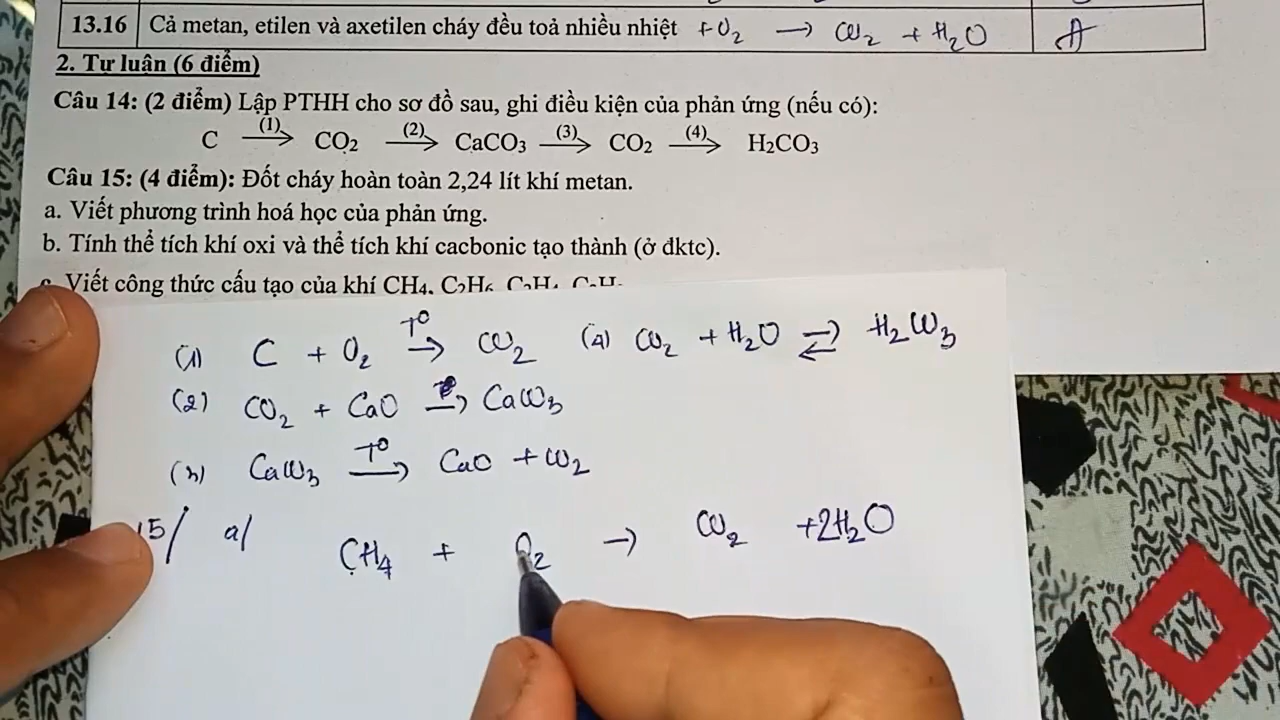 13.16 Cả metan, etilen và axetilen cháy đều toả nhiều nhiệt +O₂ → CO₂ + H₂O A
2. Tự luận (6 điểm)
Câu 14: (2 điểm) Lập PTHH cho sơ đồ sau, ghi điều kiện của phản ứng (nếu có):
C (1)→ CO₂ (2)→ CaCO₃ (3)→ CO₂ (4)→ H₂CO₃
Câu 15: (4 điểm): Đốt cháy hoàn toàn 2,24 lít khí metan.
a. Viết phương trình hoá học của phản ứng.
b. Tính thể tích khí oxi và thể tích khí cacbonic tạo thành (ở đktc).
c. Viết công thức cấu tạo của khí CH₄, C₂H₆,
(1) C + O₂ T⁰→ CO₂ (4) CO₂ + H₂O ⇄ H₂CO₃
(2) CO₂ + CaO → CaCO₃
(3) CaCO₃ T⁰→ CaO + CO₂
15/ a/ CH₄ + O₂ → CO₂ +2H₂O